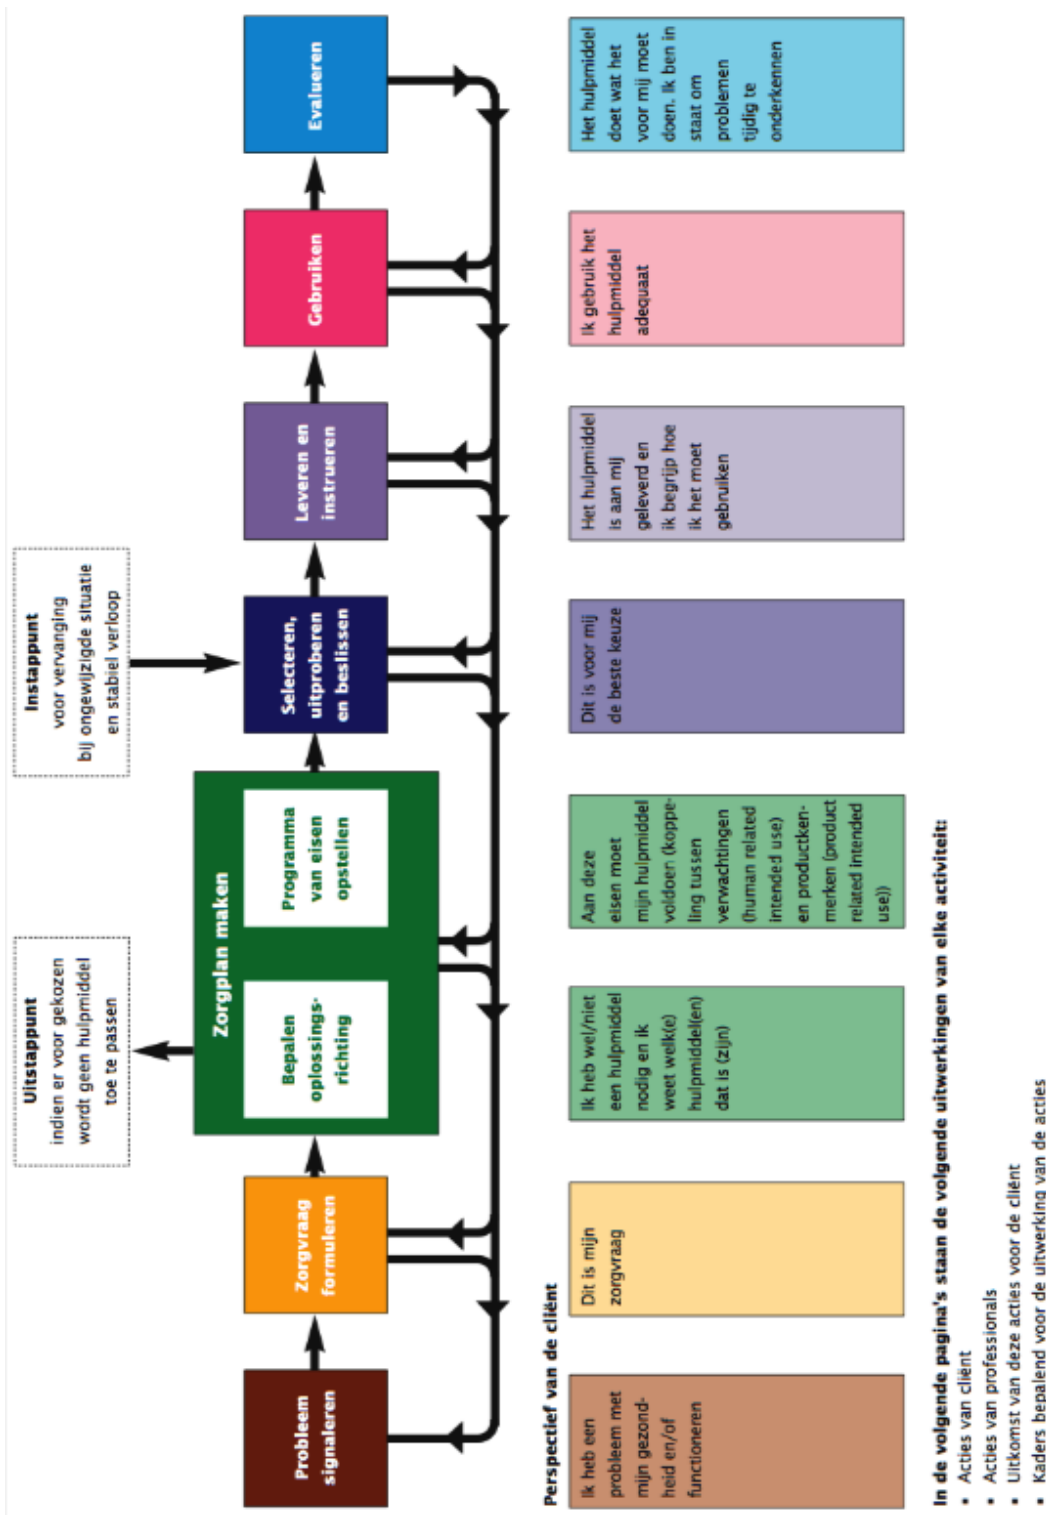 Uitstappunt
indien er voor gekozen
wordt geen hulpmiddel
toe te passen
Instappunt
voor vervanging
bij ongewijzigde situatie
en stabiel verloop
Probleem
signaleren
Zorgvraag
formuleren
Zorgplan maken
Bepalen
oplossings-
richting
Programma
van eisen
opstellen
Selecteren,
uitproberen
en beslissen
Leveren en
instrueren
Gebruiken
Evalueren
Perspectief van de cliënt
Ik heb een
probleem met
mijn gezond-
heid en/of
functioneren
Dit is mijn
zorgvraag
Ik heb wel/niet
een hulpmiddel
nodig en ik
weet welk(e)
hulpmiddel(en)
dat is (zijn)
Aan deze
eisen moet
mijn hulpmiddel
voldoen (koppe-
ling tussen
verwachtingen
(human related
intended use)
en productken-
merken (product
related intended
use))
Dit is voor mij
de beste keuze
Het hulpmiddel
is aan mij
geleverd en
ik begrijp hoe
ik het moet
gebruiken
Ik gebruik het
hulpmiddel
adequaat
Het hulpmiddel
doet wat het
voor mij moet
doen. Ik ben in
staat om
problemen
tijdig te
onderkennen
In de volgende pagina's staan de volgende uitwerkingen van elke activiteit:
• Acties van cliënt
• Acties van professionals
• Uitkomst van deze acties voor de cliënt
• Kaders bepalend voor de uitwerking van de acties